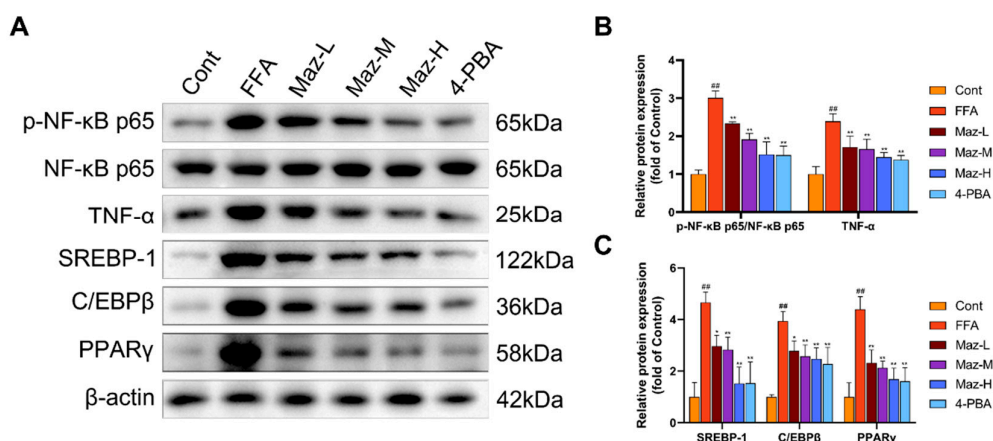 A
Cont FFA Maz-L Maz-M Maz-H 4-PBA
p-NF-κB p65 65kDa
NF-κB p65 65kDa
TNF-α 25kDa
SREBP-1 122kDa
C/EBPβ 36kDa
PPARγ 58kDa
β-actin 42kDa
B
Relative protein expression
(fold of Control)
4
3
2
1
0
## ** ** ** ** ## ** ** ** **
p-NF-κB p65/NF-κB p65 TNF-α
Cont
FFA
Maz-L
Maz-M
Maz-H
4-PBA
C
Relative protein expression
(fold of Control)
6
4
2
0
## * ** ** ** ## * ** ** ** ## ** ** ** **
SREBP-1 C/EBPβ PPARγ
Cont
FFA
Maz-L
Maz-M
Maz-H
4-PBA